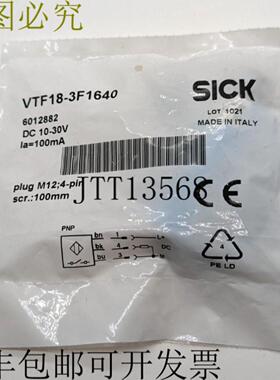 图必究
VTF18-3F1640
SICK
6012882
LOT 1021
DC 10-30V
MADE IN ITALY
Ia=100mA
plug M12;4-pin
scr.:100mm
JTT13568
CE
PNP
bn 1 L+
bk 4 DC
bu 3 M
4
PE LD
丰包邮可开发票